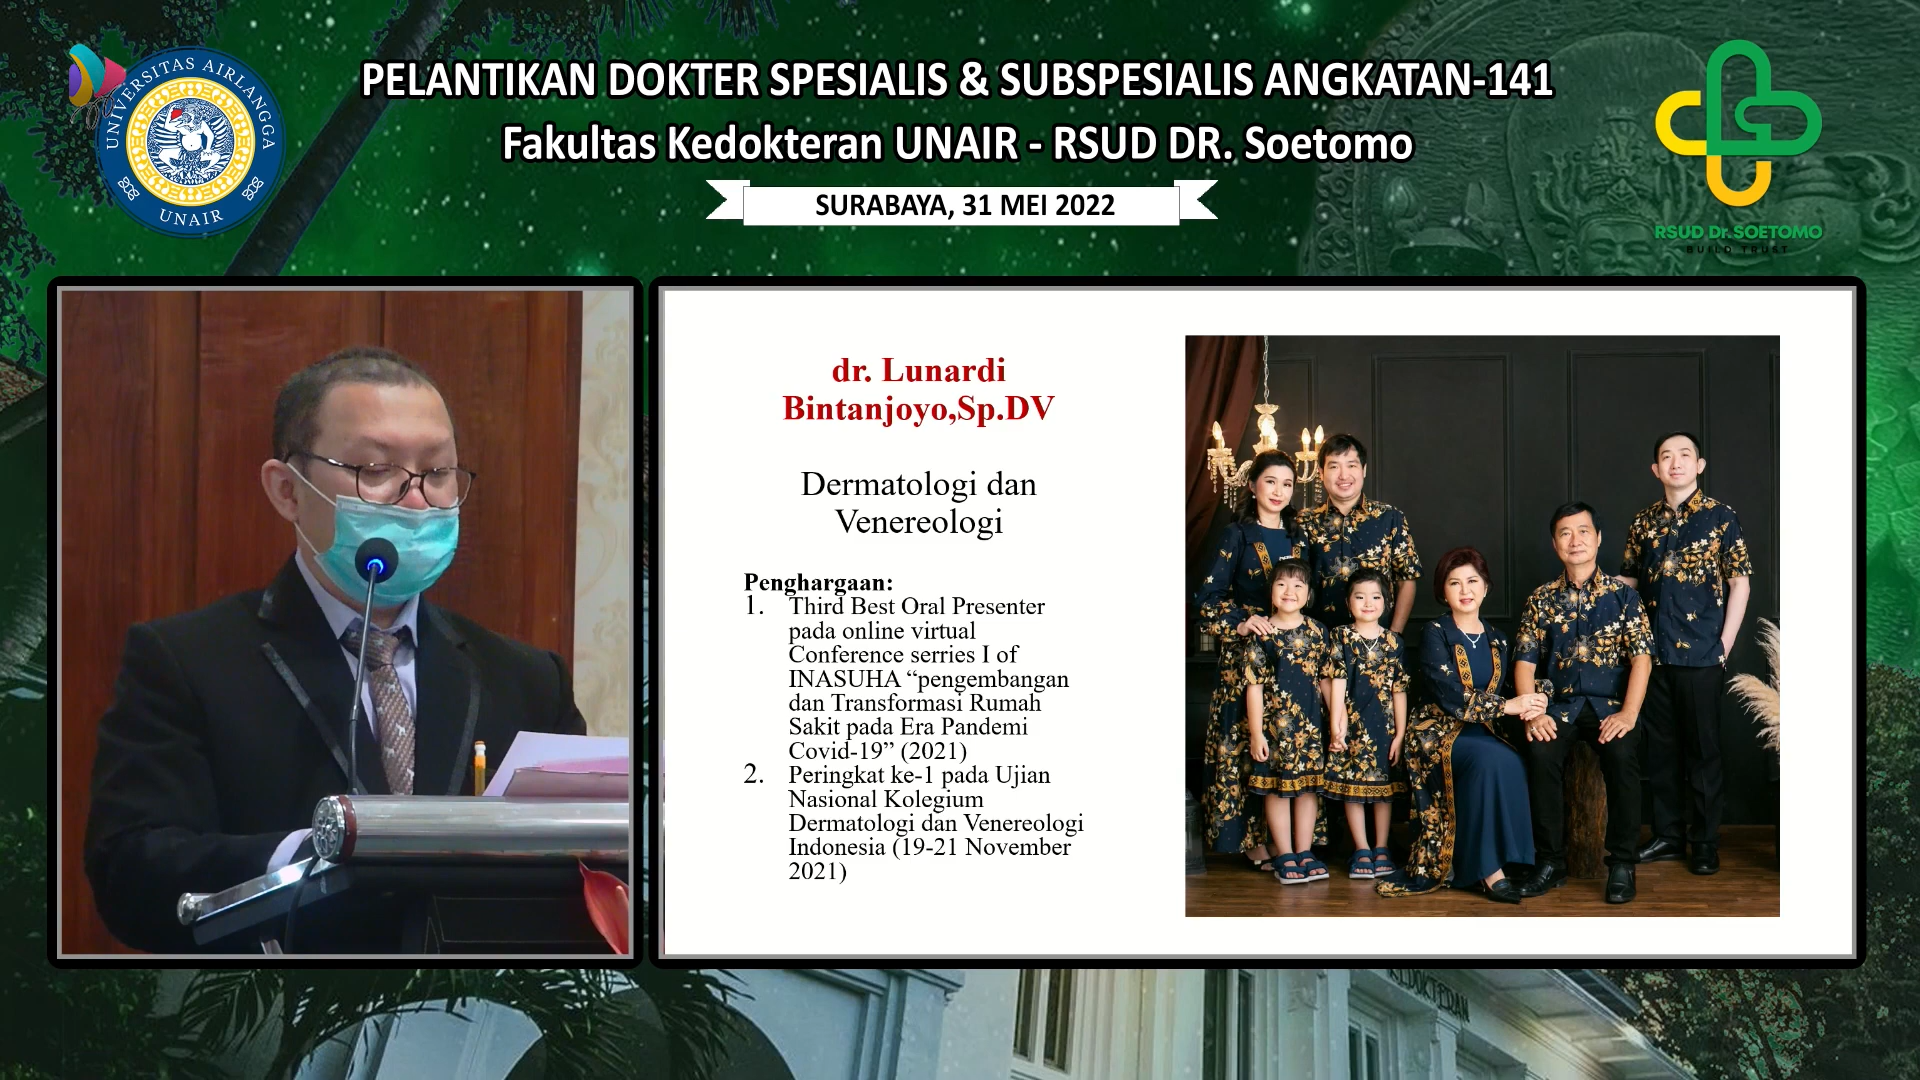 UNIVERSITAS AIRLANGGA
UNAIR
PELANTIKAN DOKTER SPESIALIS & SUBSPESIALIS ANGKATAN-141
Fakultas Kedokteran UNAIR - RSUD DR. Soetomo
SURABAYA, 31 MEI 2022
RSUD Dr.SOETOMO
BUILD TRUST
dr. Lunardi
Bintanjoyo,Sp.DV
Dermatologi dan
Venereologi
Penghargaan:
1. Third Best Oral Presenter
pada online virtual
Conference serries I of
INASUHA “pengembangan
dan Transformasi Rumah
Sakit pada Era Pandemi
Covid-19” (2021)
2. Peringkat ke-1 pada Ujian
Nasional Kolegium
Dermatologi dan Venereologi
Indonesia (19-21 November
2021)
KEDOKTERAN